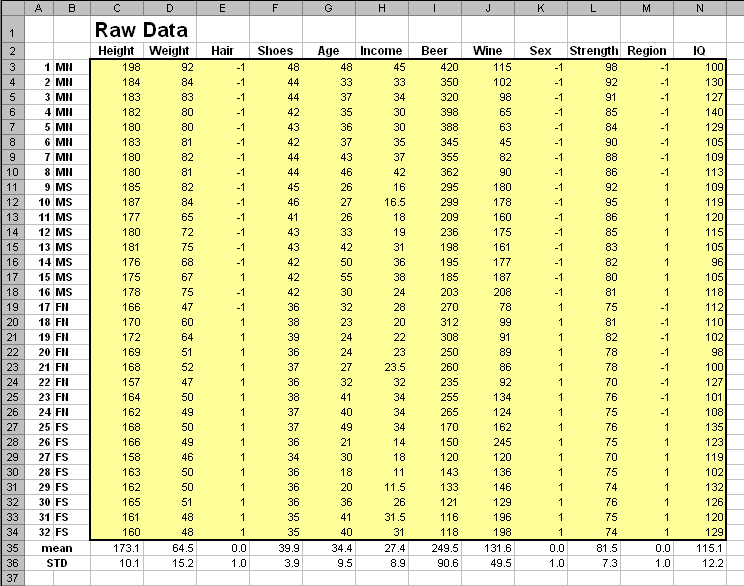 A B C D E F G H I J K L M N
1 Raw Data
2 Height Weight Hair Shoes Age Income Beer Wine Sex Strength Region IQ
3 1 MN 198 92 -1 48 48 45 420 115 -1 98 -1 100
4 2 MN 184 84 -1 44 33 33 350 102 -1 92 -1 130
5 3 MN 183 83 -1 44 37 34 320 98 -1 91 -1 127
6 4 MN 182 80 -1 42 35 30 398 65 -1 85 -1 140
7 5 MN 180 80 -1 43 36 30 388 63 -1 84 -1 129
8 6 MN 183 81 -1 42 37 35 345 45 -1 90 -1 105
9 7 MN 180 82 -1 44 43 37 355 82 -1 88 -1 109
10 8 MN 180 81 -1 44 46 42 362 90 -1 86 -1 113
11 9 MS 185 82 -1 45 26 16 295 180 -1 92 1 109
12 10 MS 187 84 -1 46 27 16.5 299 178 -1 95 1 119
13 11 MS 177 65 -1 41 26 18 209 160 -1 86 1 120
14 12 MS 180 72 -1 43 33 19 236 175 -1 85 1 115
15 13 MS 181 75 -1 43 42 31 198 161 -1 83 1 105
16 14 MS 176 68 -1 42 50 36 195 177 -1 82 1 96
17 15 MS 175 67 1 42 55 38 185 187 -1 80 1 105
18 16 MS 178 75 -1 42 30 24 203 208 -1 81 1 118
19 17 FN 166 47 -1 36 32 28 270 78 1 75 -1 112
20 18 FN 170 60 1 38 23 20 312 99 1 81 -1 110
21 19 FN 172 64 1 39 24 22 308 91 1 82 -1 102
22 20 FN 169 51 1 36 24 23 250 89 1 78 -1 98
23 21 FN 168 52 1 37 27 23.5 260 86 1 78 -1 100
24 22 FN 157 47 1 36 32 32 235 92 1 70 -1 127
25 23 FN 164 50 1 38 41 34 255 134 1 76 -1 101
26 24 FN 162 49 1 37 40 34 265 124 1 75 -1 108
27 25 FS 168 50 1 37 49 34 170 162 1 76 1 135
28 26 FS 166 49 1 36 21 14 150 245 1 75 1 123
29 27 FS 158 46 1 34 30 18 120 120 1 70 1 119
30 28 FS 163 50 1 36 18 11 143 136 1 75 1 102
31 29 FS 162 50 1 36 20 11.5 133 146 1 74 1 132
32 30 FS 165 51 1 36 36 26 121 129 1 76 1 126
33 31 FS 161 48 1 35 41 31.5 116 196 1 75 1 120
34 32 FS 160 48 1 35 40 31 118 198 1 74 1 129
35 mean 173.1 64.5 0.0 39.9 34.4 27.4 249.5 131.6 0.0 81.5 0.0 115.1
36 STD 10.1 15.2 1.0 3.9 9.5 8.9 90.6 49.5 1.0 7.3 1.0 12.2
37